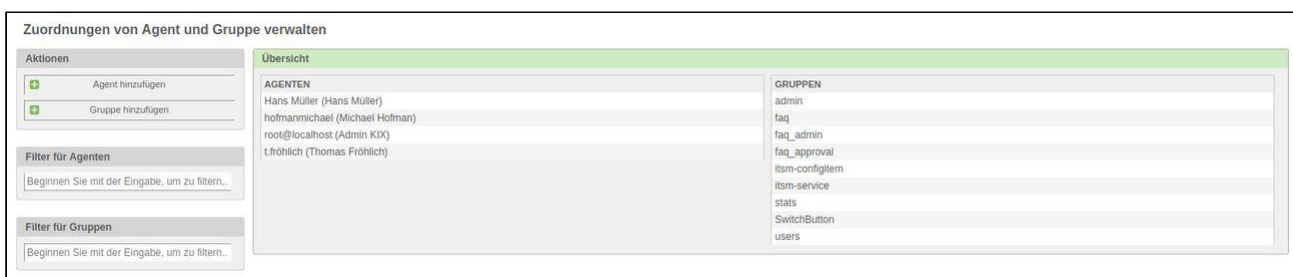 Zuordnungen von Agent und Gruppe verwalten
Aktionen
Agent hinzufügen
Gruppe hinzufügen
Filter für Agenten
Beginnen Sie mit der Eingabe, um zu filtern..
Filter für Gruppen
Beginnen Sie mit der Eingabe, um zu filtern..
Übersicht
AGENTEN
Hans Müller (Hans Müller)
hofmanmichael (Michael Hofman)
root@localhost (Admin KIX)
t.fröhlich (Thomas Fröhlich)
GRUPPEN
admin
faq
faq_admin
faq_approval
itsm-configitem
itsm-service
stats
SwitchButton
users